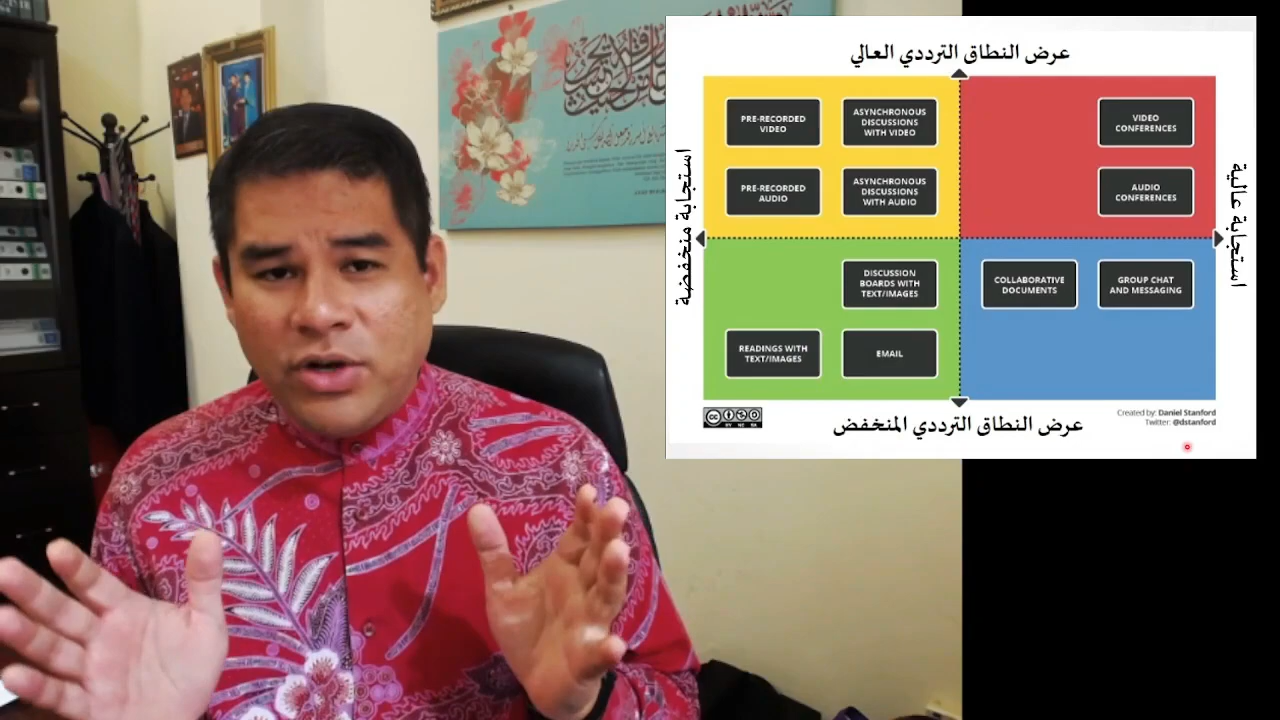 عرض النطاق الترددي العالي
استجابة منخفضة
استجابة عالية
PRE-RECORDED
VIDEO
ASYNCHRONOUS
DISCUSSIONS
WITH VIDEO
VIDEO
CONFERENCES
PRE-RECORDED
AUDIO
ASYNCHRONOUS
DISCUSSIONS
WITH AUDIO
AUDIO
CONFERENCES
DISCUSSION
BOARDS WITH
TEXT/IMAGES
COLLABORATIVE
DOCUMENTS
GROUP CHAT
AND MESSAGING
READINGS WITH
TEXT/IMAGES
EMAIL
عرض النطاق الترددي المنخفض
Created by: Daniel Stanford
Twitter: @dstanford